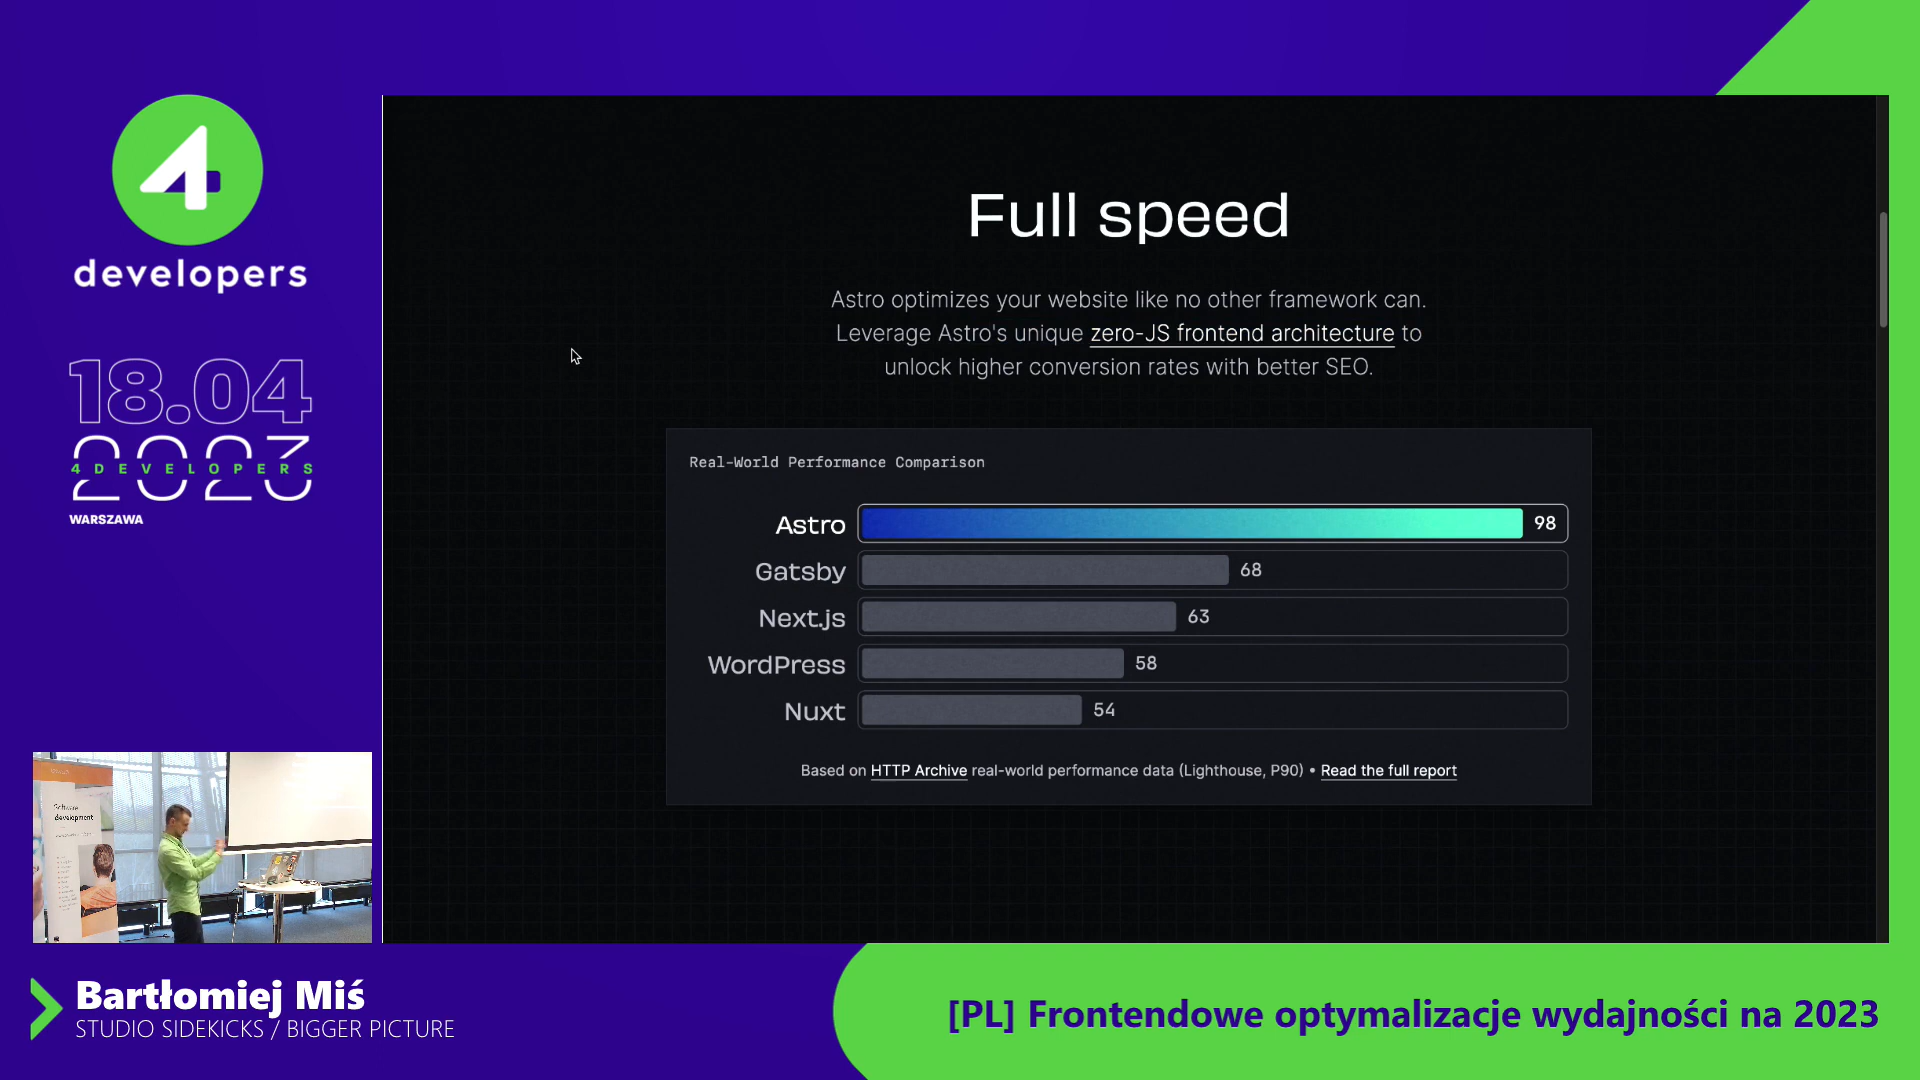 4
developers
18.04
2023
4DEVELOPERS
WARSZAWA
Full speed
Astro optimizes your website like no other framework can.
Leverage Astro's unique zero-JS frontend architecture to
unlock higher conversion rates with better SEO.
Real-World Performance Comparison
Astro 98
Gatsby 68
Next.js 63
WordPress 58
Nuxt 54
Based on HTTP Archive real-world performance data (Lighthouse, P90) • Read the full report
Software
development
Bartłomiej Miś
STUDIO SIDEKICKS / BIGGER PICTURE
[PL] Frontendowe optymalizacje wydajności na 2023